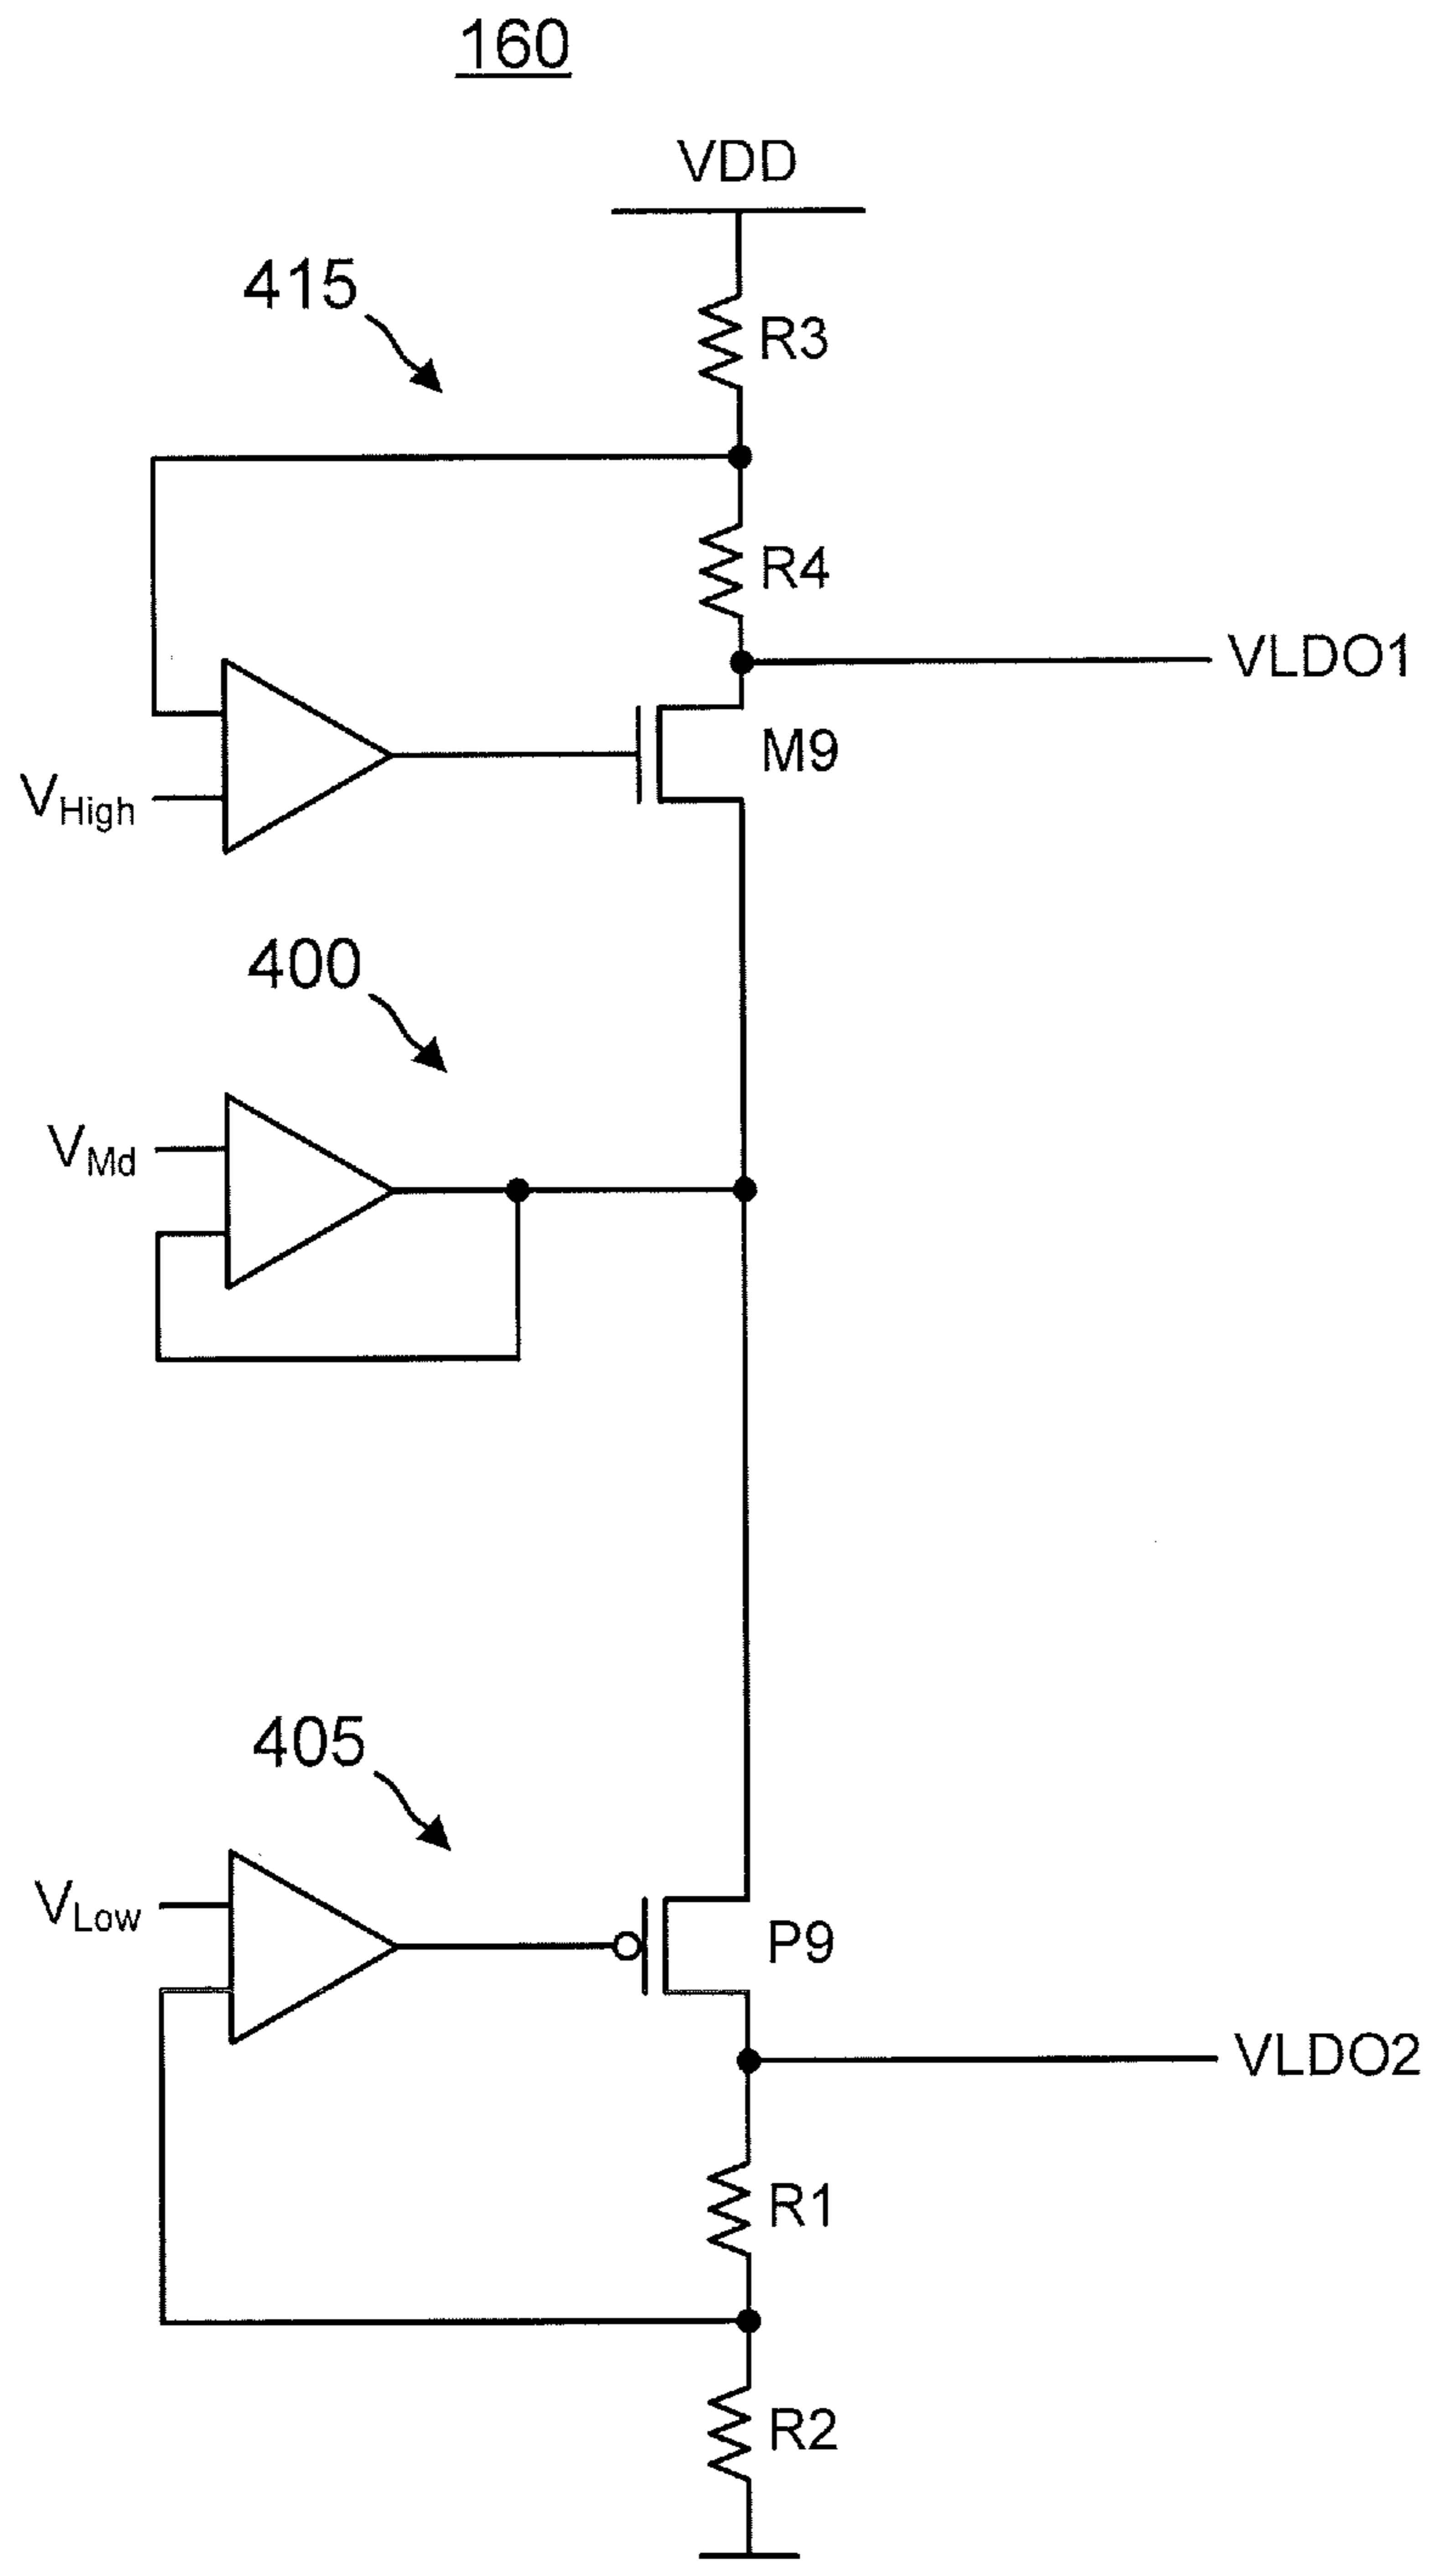 160
VDD
415
R3
R4
VLDO1
M9
VHigh
400
VMd
405
VLow
P9
VLDO2
R1
R2